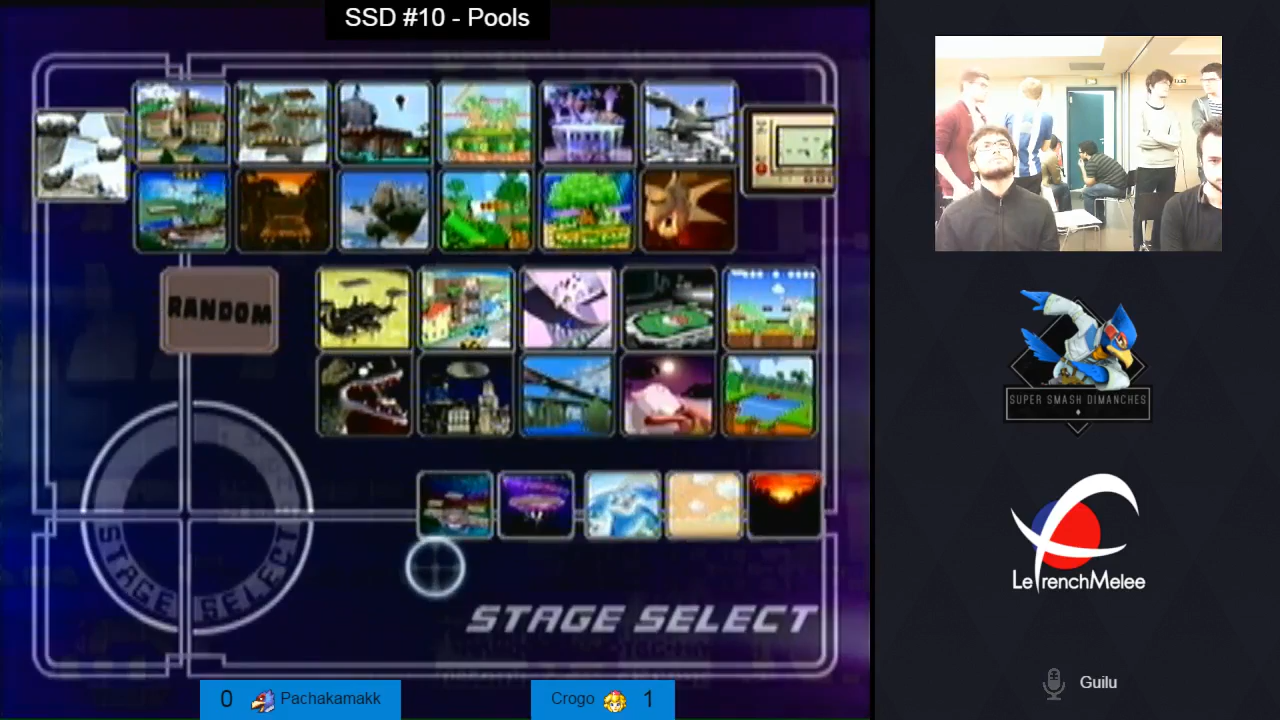 SSD #10 - Pools
RANDOM
STAGE SELECT
STAGE SELECT
0 Pachakamakk
Crogo 1
SUPER SMASH DIMANCHES
LeFrenchMelee
Guilu